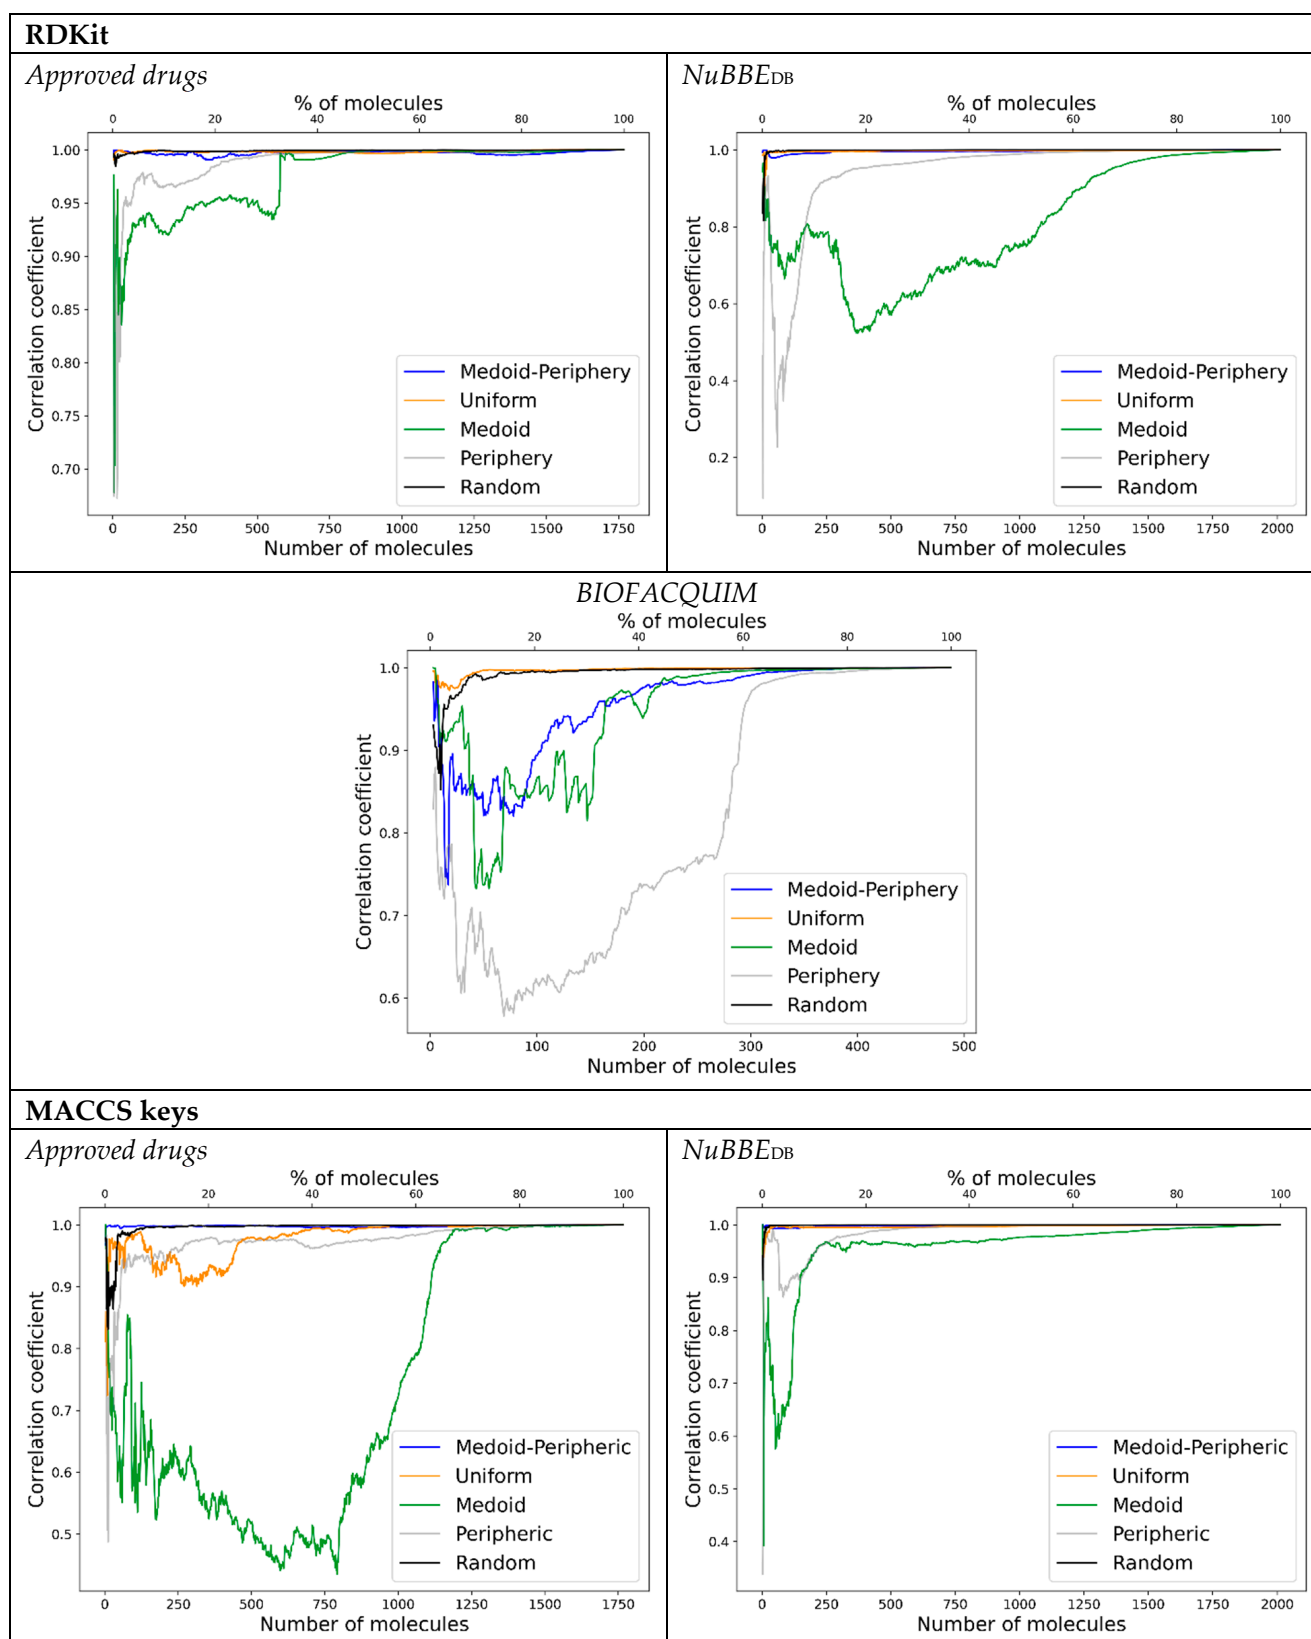 RDKit
Approved drugs
% of molecules
0 20 40 60 80 100
Correlation coefficient
1.00
0.95
0.90
0.85
0.80
0.75
0.70
Medoid-Periphery
Uniform
Medoid
Periphery
Random
0 250 500 750 1000 1250 1500 1750
Number of molecules
NuBBEDB
% of molecules
0 20 40 60 80 100
Correlation coefficient
1.0
0.8
0.6
0.4
0.2
Medoid-Periphery
Uniform
Medoid
Periphery
Random
0 250 500 750 1000 1250 1500 1750 2000
Number of molecules
BIOFACQUIM
% of molecules
0 20 40 60 80 100
Correlation coefficient
1.0
0.9
0.8
0.7
0.6
Medoid-Periphery
Uniform
Medoid
Periphery
Random
0 100 200 300 400 500
Number of molecules
MACCS keys
Approved drugs
% of molecules
0 20 40 60 80 100
Correlation coefficient
1.0
0.9
0.8
0.7
0.6
0.5
Medoid-Peripheric
Uniform
Medoid
Peripheric
Random
0 250 500 750 1000 1250 1500 1750
Number of molecules
NuBBEDB
% of molecules
0 20 40 60 80 100
Correlation coefficient
1.0
0.9
0.8
0.7
0.6
0.5
0.4
Medoid-Peripheric
Uniform
Medoid
Peripheric
Random
0 250 500 750 1000 1250 1500 1750 2000
Number of molecules